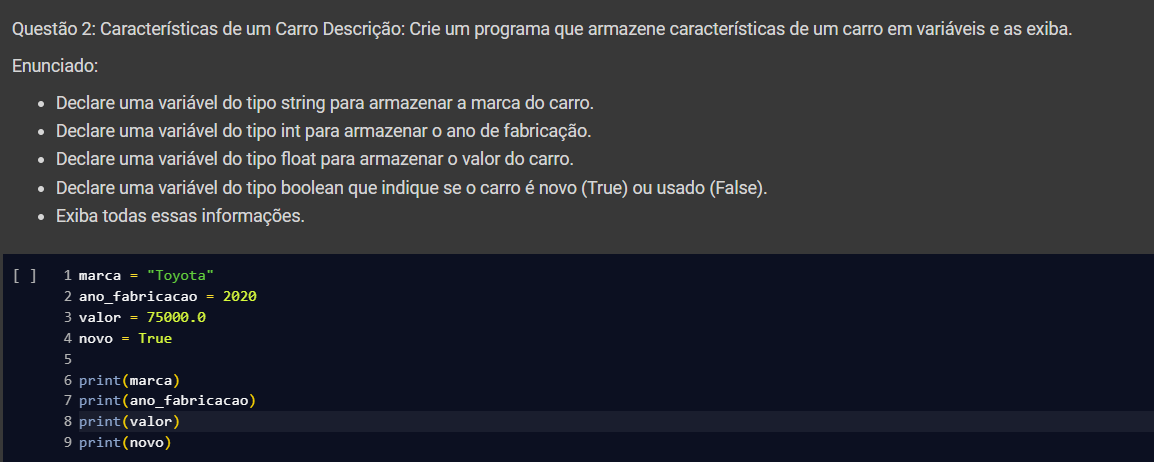 Questão 2: Características de um Carro Descrição: Crie um programa que armazene características de um carro em variáveis e as exiba.
Enunciado:
• Declare uma variável do tipo string para armazenar a marca do carro.
• Declare uma variável do tipo int para armazenar o ano de fabricação.
• Declare uma variável do tipo float para armazenar o valor do carro.
• Declare uma variável do tipo boolean que indique se o carro é novo (True) ou usado (False).
• Exiba todas essas informações.
[ ] 1 marca = "Toyota"
2 ano_fabricacao = 2020
3 valor = 75000.0
4 novo = True
5
6 print(marca)
7 print(ano_fabricacao)
8 print(valor)
9 print(novo)